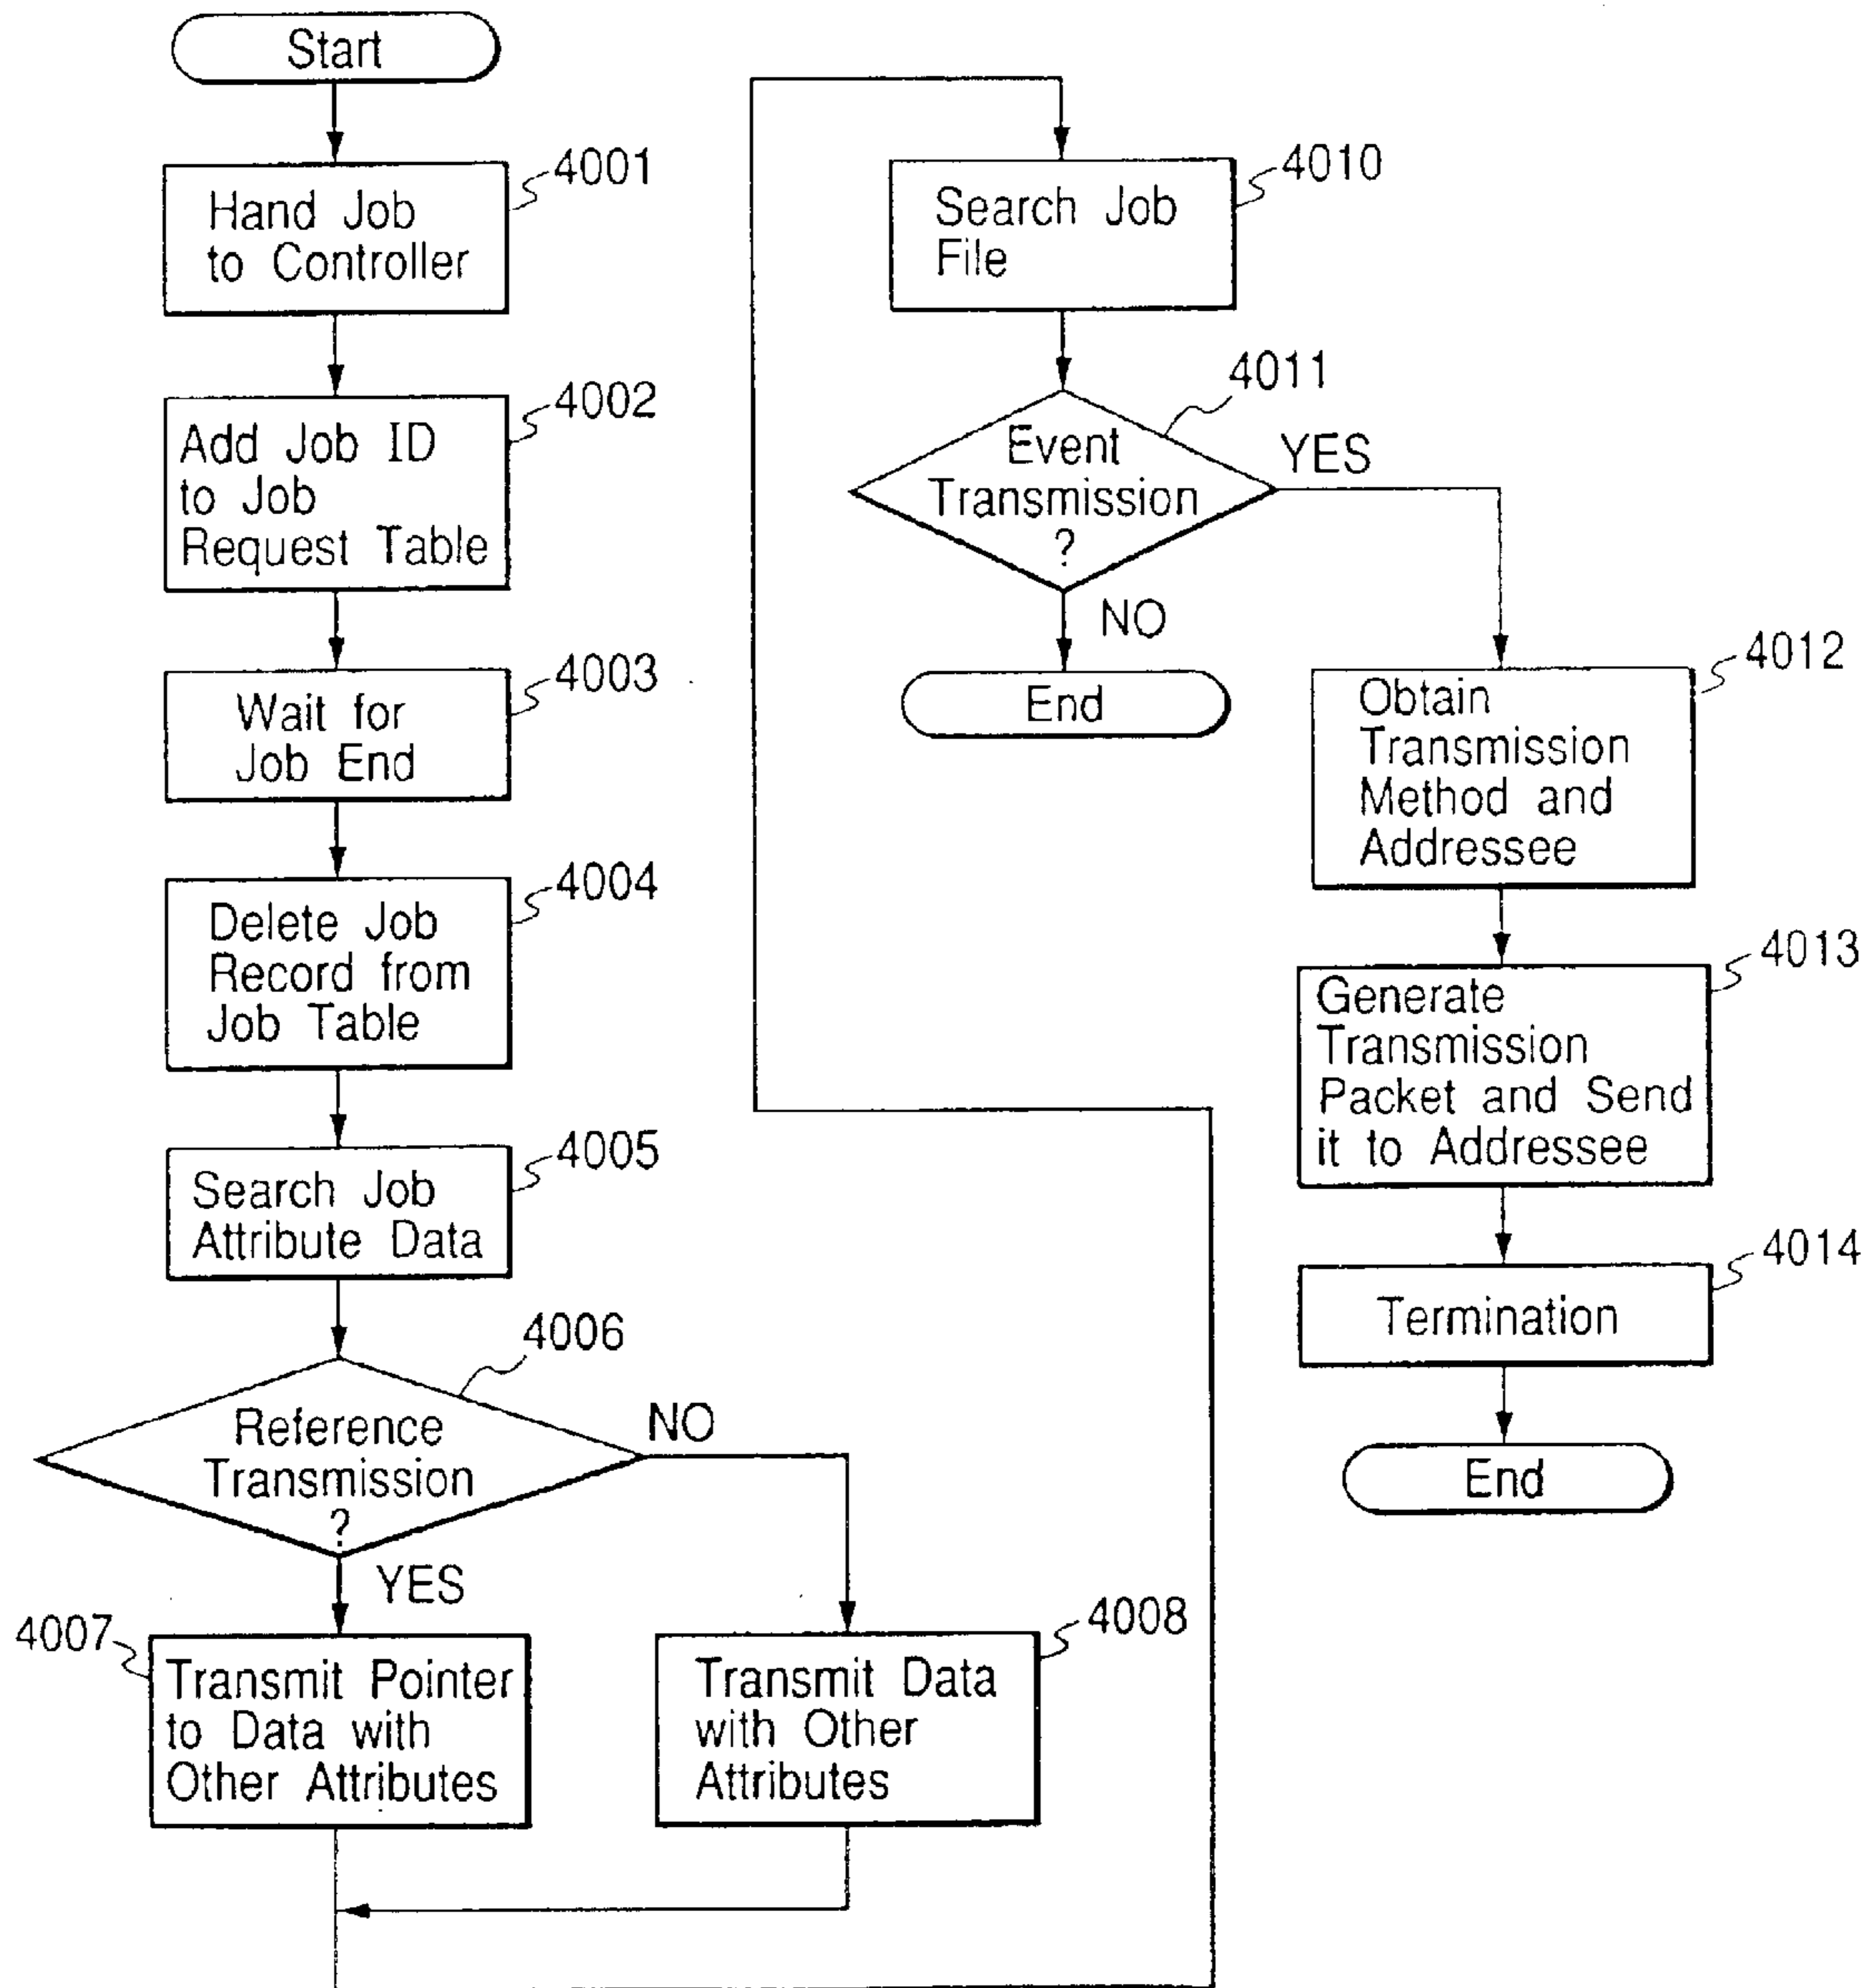 Start
4001
Hand Job
to Controller
4002
Add Job ID
to Job
Request Table
4003
Wait for
Job End
4004
Delete Job
Record from
Job Table
4005
Search Job
Attribute Data
4006
Reference
Transmission
?
NO
YES
4007
Transmit Pointer
to Data with
Other Attributes
4008
Transmit Data
with Other
Attributes
4010
Search Job
File
4011
Event
Transmission
?
YES
NO
End
4012
Obtain
Transmission
Method and
Addressee
4013
Generate
Transmission
Packet and Send
it to Addressee
4014
Termination
End